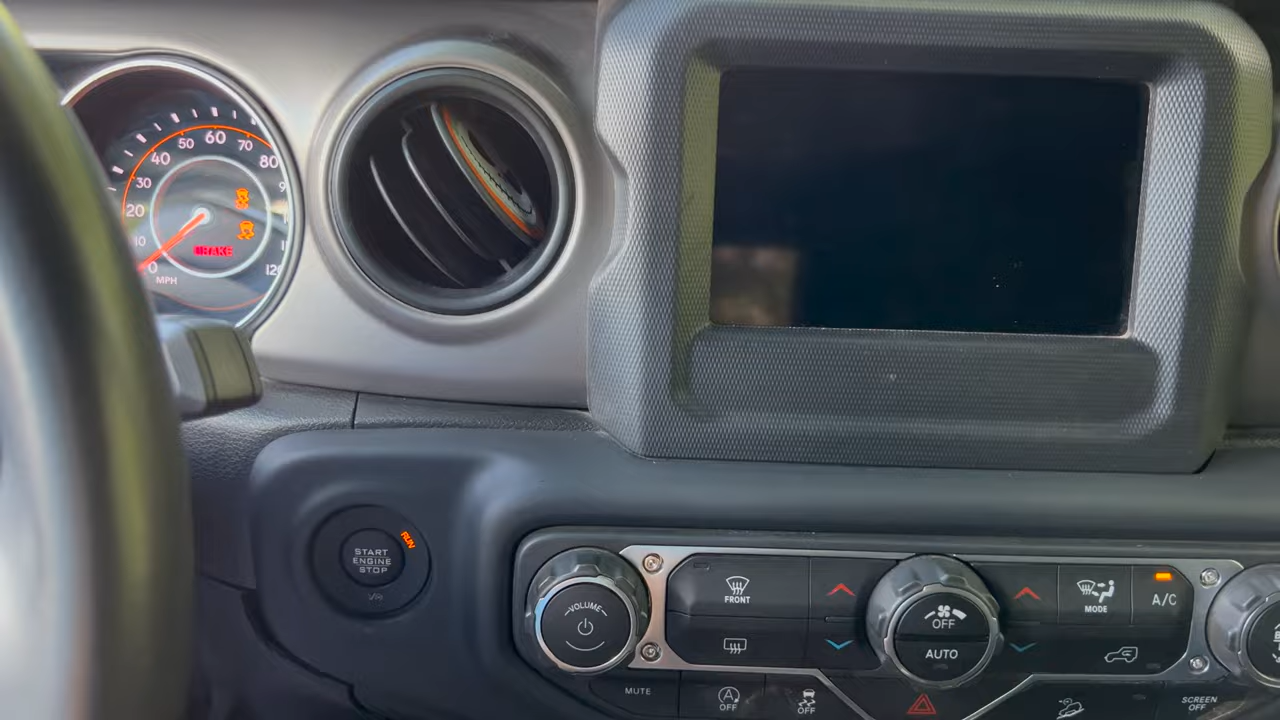 60
50
70
40
80
30
20
10
0
120
MPH
BRAKE
START
ENGINE
STOP
RUN
VOLUME
FRONT
OFF
AUTO
MODE
A/C
MUTE
A
OFF
OFF
SCREEN
OFF